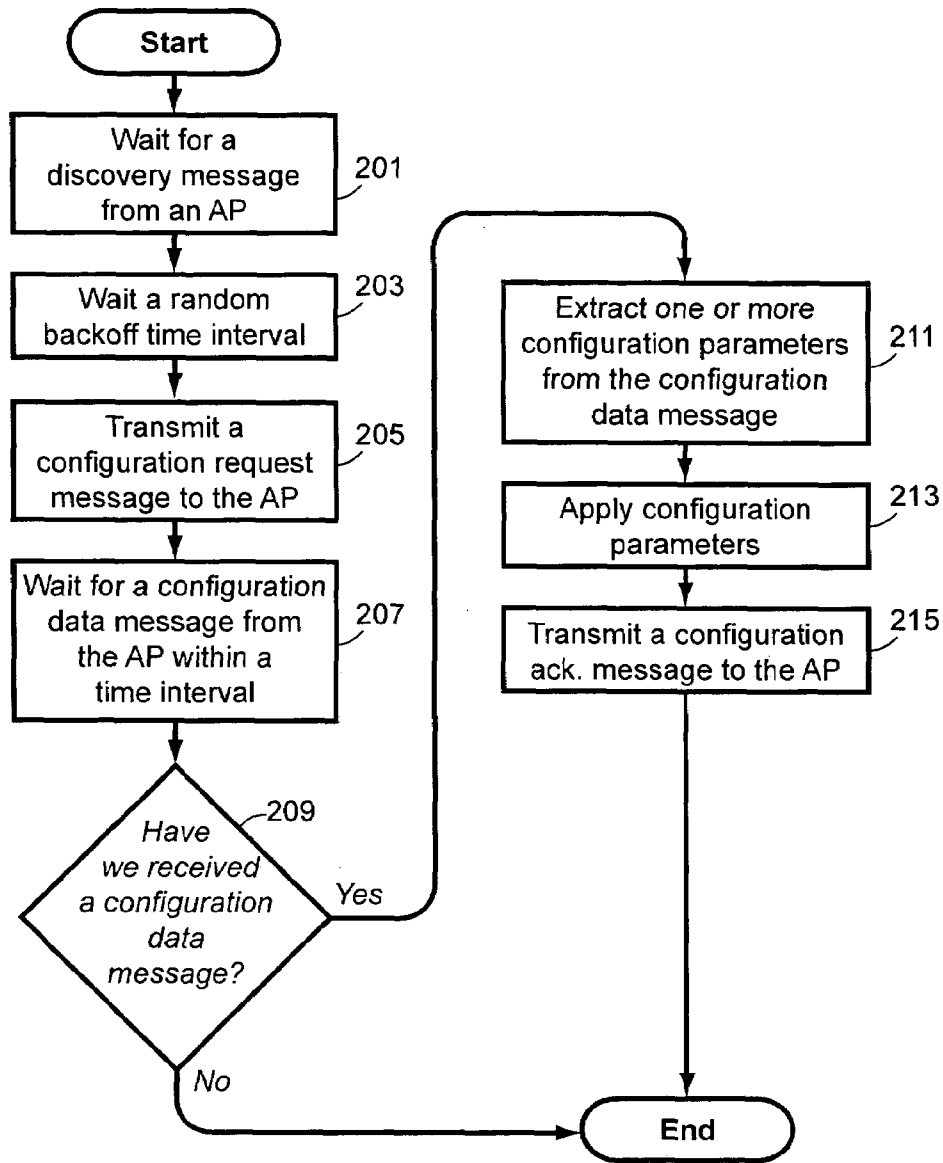 Start
Wait for a
discovery message
from an AP
201
Wait a random
backoff time interval
203
Transmit a
configuration request
message to the AP
205
Wait for a configuration
data message from
the AP within a
time interval
207
Have
we received
a configuration
data
message?
209
Yes
No
Extract one or more
configuration parameters
from the configuration
data message
211
Apply configuration
parameters
213
Transmit a configuration
ack. message to the AP
215
End